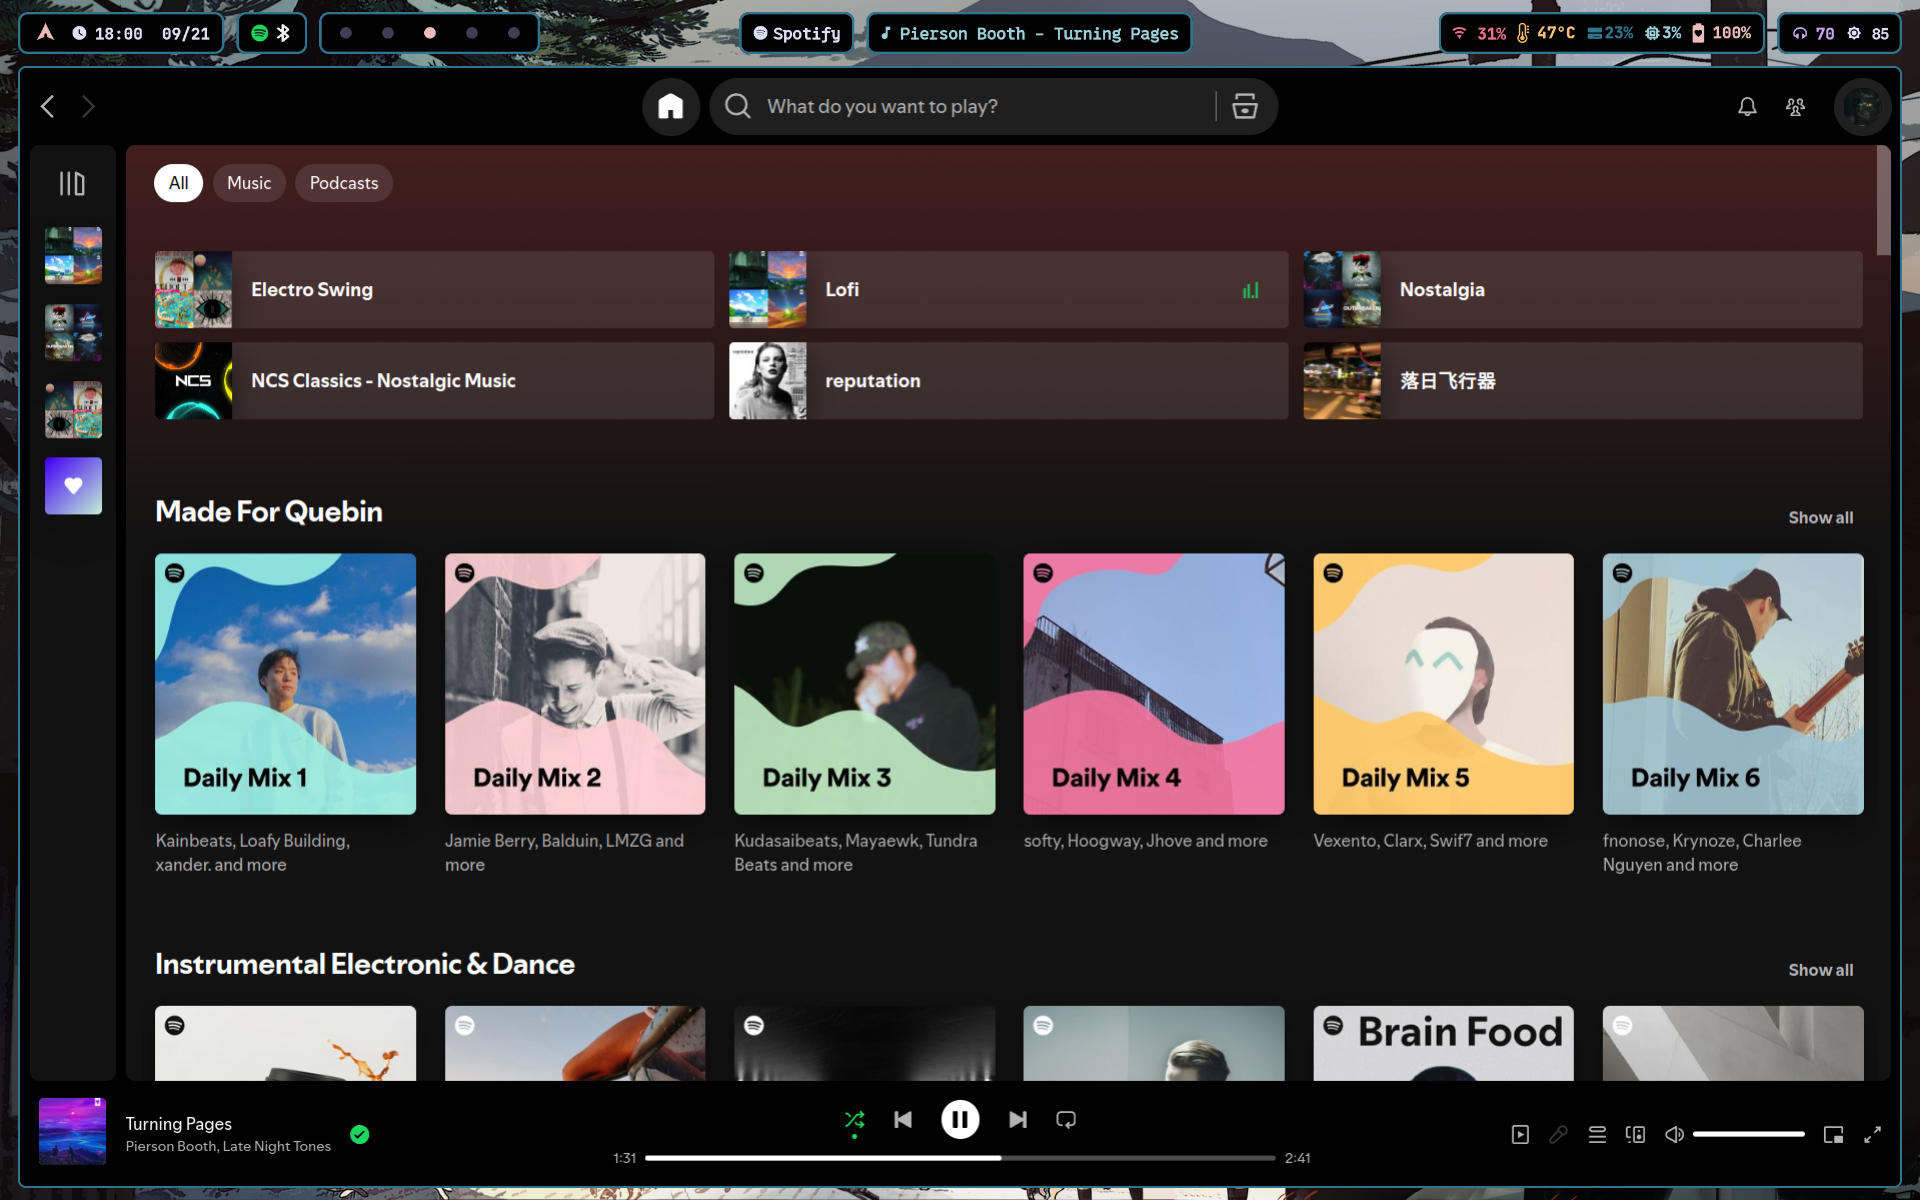 18:00 09/21
Spotify
Pierson Booth - Turning Pages
31% 47°C 23% 3% 100%
70 85
What do you want to play?
All
Music
Podcasts
Electro Swing
Lofi
Nostalgia
NCS
NCS Classics - Nostalgic Music
reputation
落日飞行器
Made For Quebin
Show all
Daily Mix 1
Daily Mix 2
Daily Mix 3
Daily Mix 4
Daily Mix 5
Daily Mix 6
Kainbeats, Loafy Building,
xander. and more
Jamie Berry, Balduin, LMZG and
more
Kudasaibeats, Mayaewk, Tundra
Beats and more
softy, Hoogway, Jhove and more
Vexento, Clarx, Swif7 and more
fnonose, Krynoze, Charlee
Nguyen and more
Instrumental Electronic & Dance
Show all
Brain Food
Turning Pages
Pierson Booth, Late Night Tones
1:31
2:41